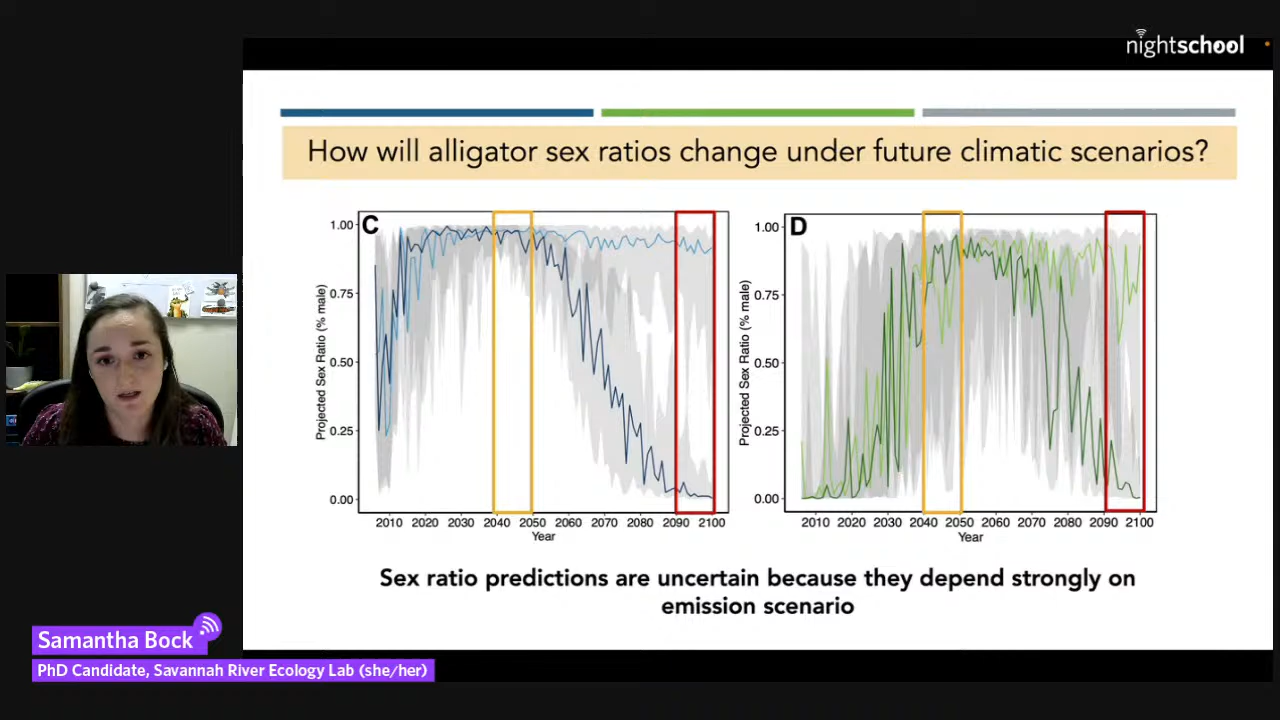 nightschool
How will alligator sex ratios change under future climatic scenarios?
C
1.00
0.75
0.50
0.25
0.00
Projected Sex Ratio (% male)
2010 2020 2030 2040 2050 2060 2070 2080 2090 2100
Year
D
1.00
0.75
0.50
0.25
0.00
Projected Sex Ratio (% male)
2010 2020 2030 2040 2050 2060 2070 2080 2090 2100
Year
Sex ratio predictions are uncertain because they depend strongly on
emission scenario
Samantha Bock
PhD Candidate, Savannah River Ecology Lab (she/her)